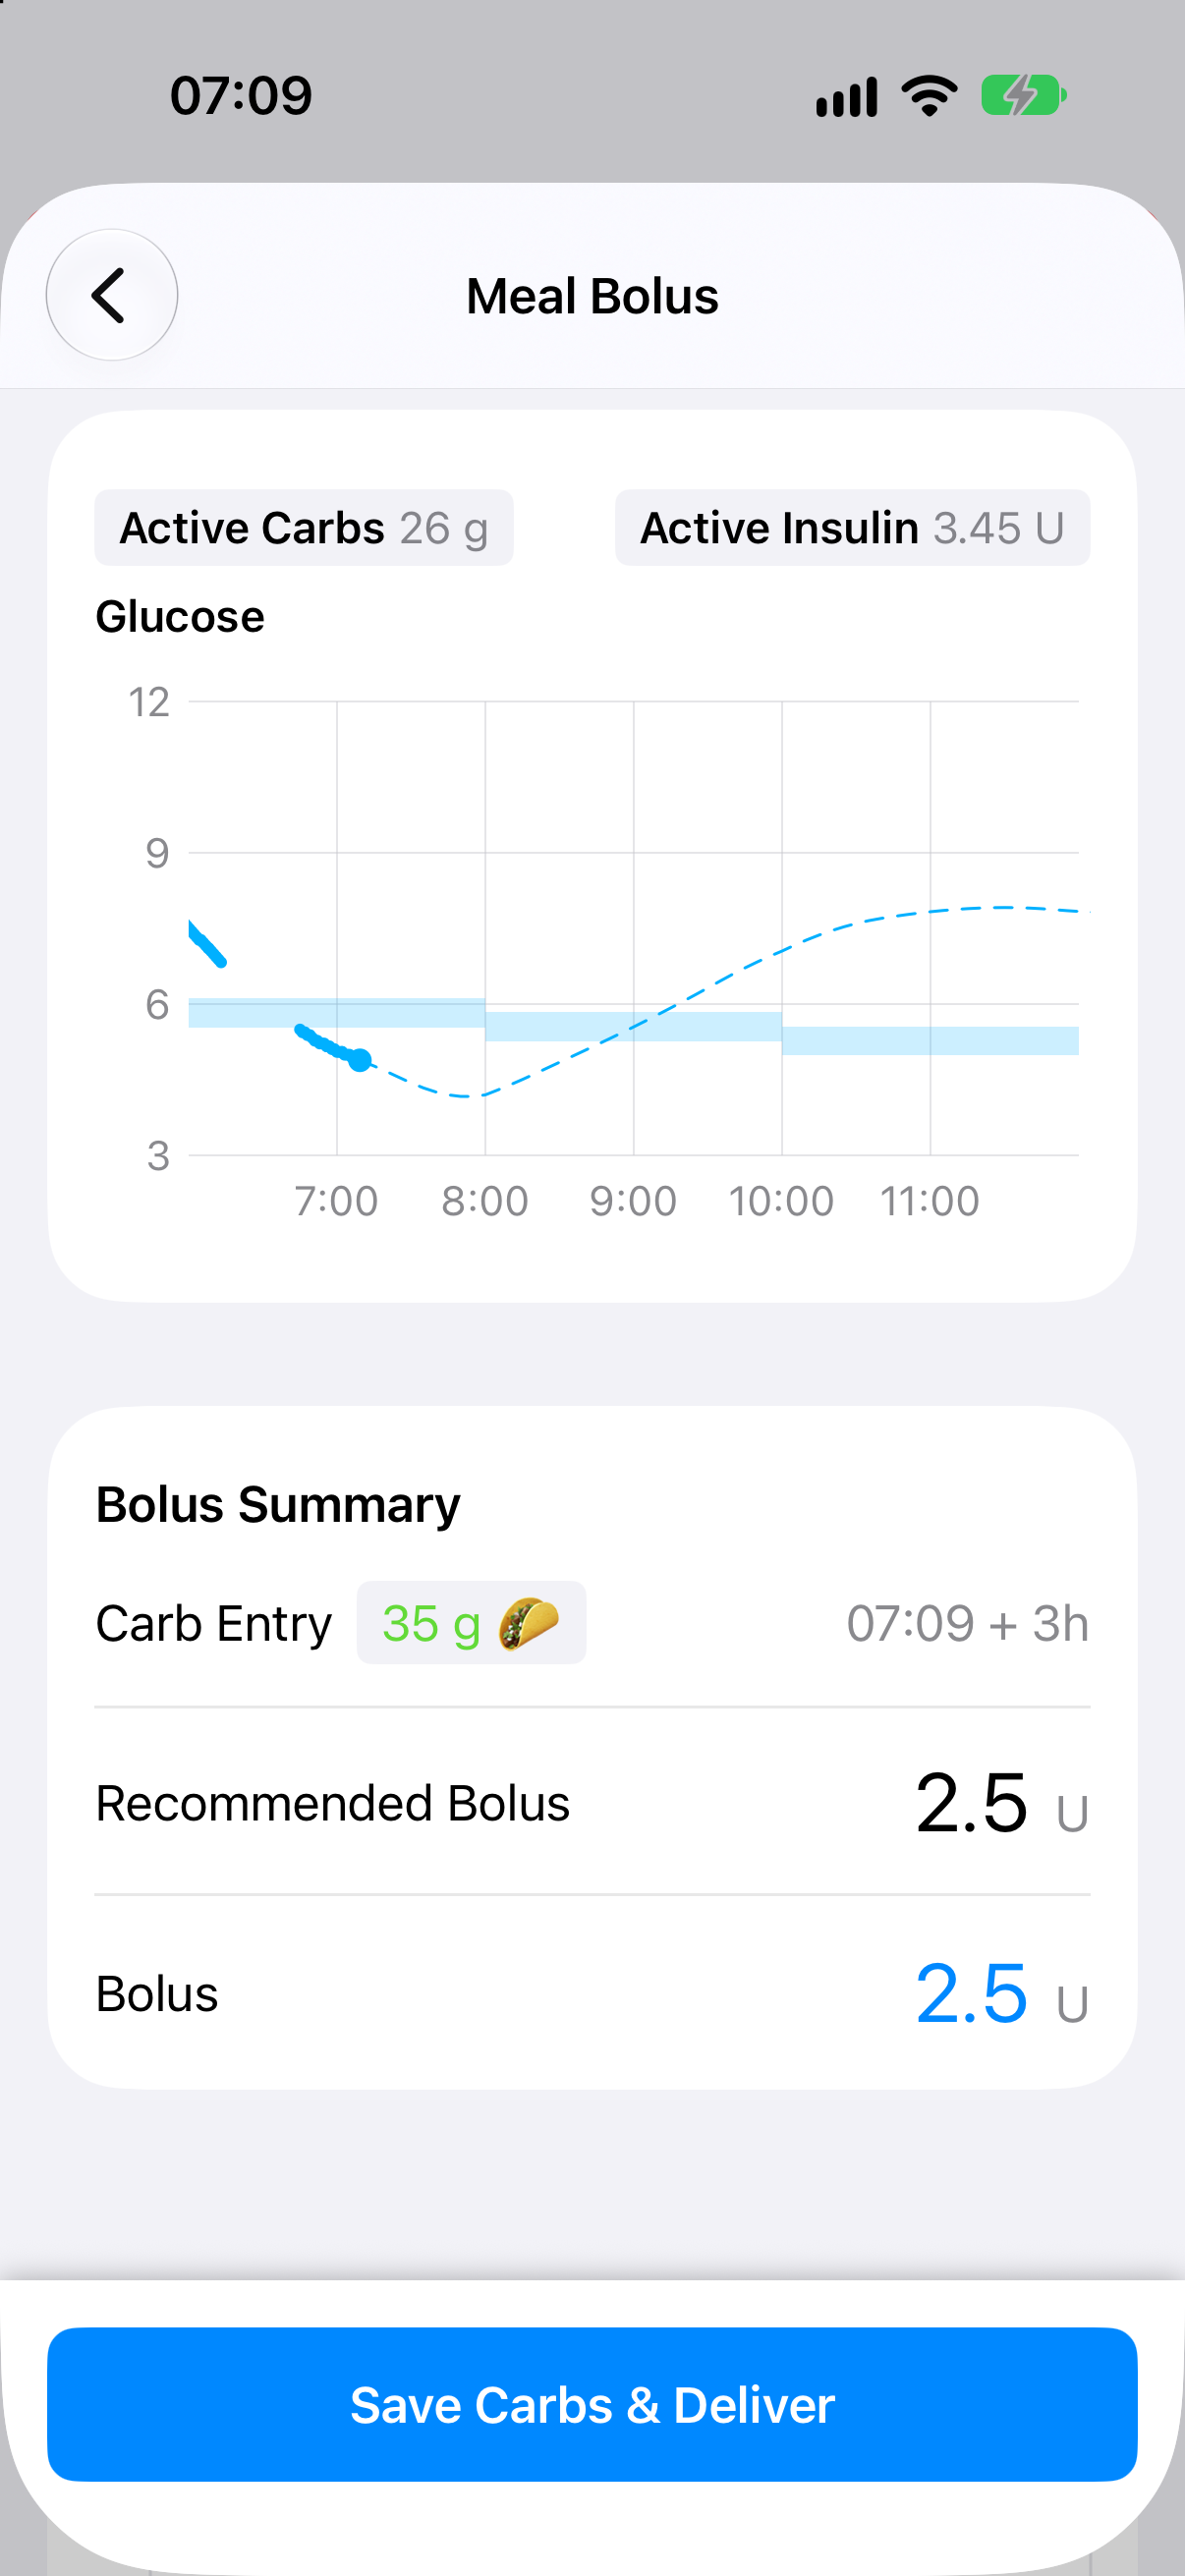 07:09
Meal Bolus
Active Carbs 26 g
Active Insulin 3.45 U
Glucose
12
9
6
3
7:00 8:00 9:00 10:00 11:00
Bolus Summary
Carb Entry 35 g 🌮 07:09 + 3h
Recommended Bolus 2.5 U
Bolus 2.5 U
Save Carbs & Deliver